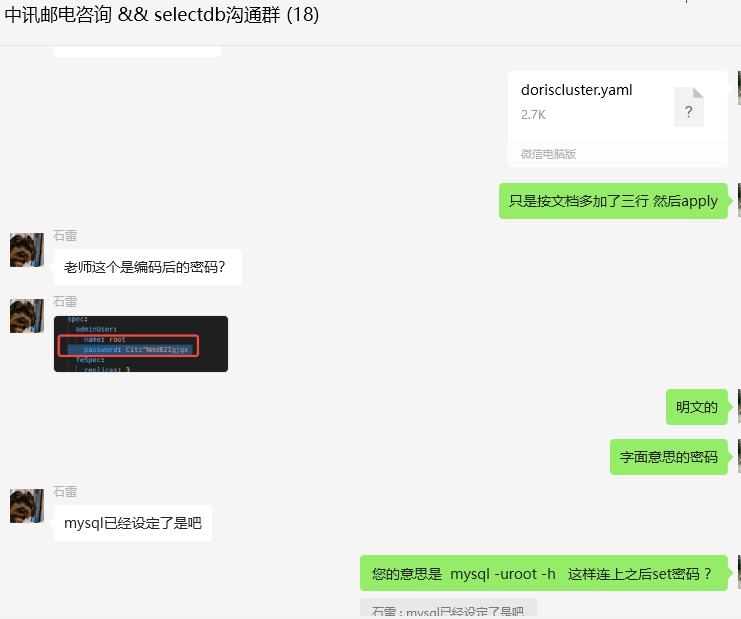 中讯邮电咨询 && selectdb沟通群 (18)
doriscluster.yaml
2.7K
?
微信电脑版
只是按文档多加了三行 然后apply
石雷
老师这个是编码后的密码?
石雷
spec:
adminUser:
name: root
password: Citc^NmdB2Igjgx
feSpec:
replicas: 3
明文的
字面意思的密码
石雷
mysql已经设定了是吧
您的意思是 mysql -uroot -h 这样连上之后set密码 ?
石雷 : mysql已经设定了是吧